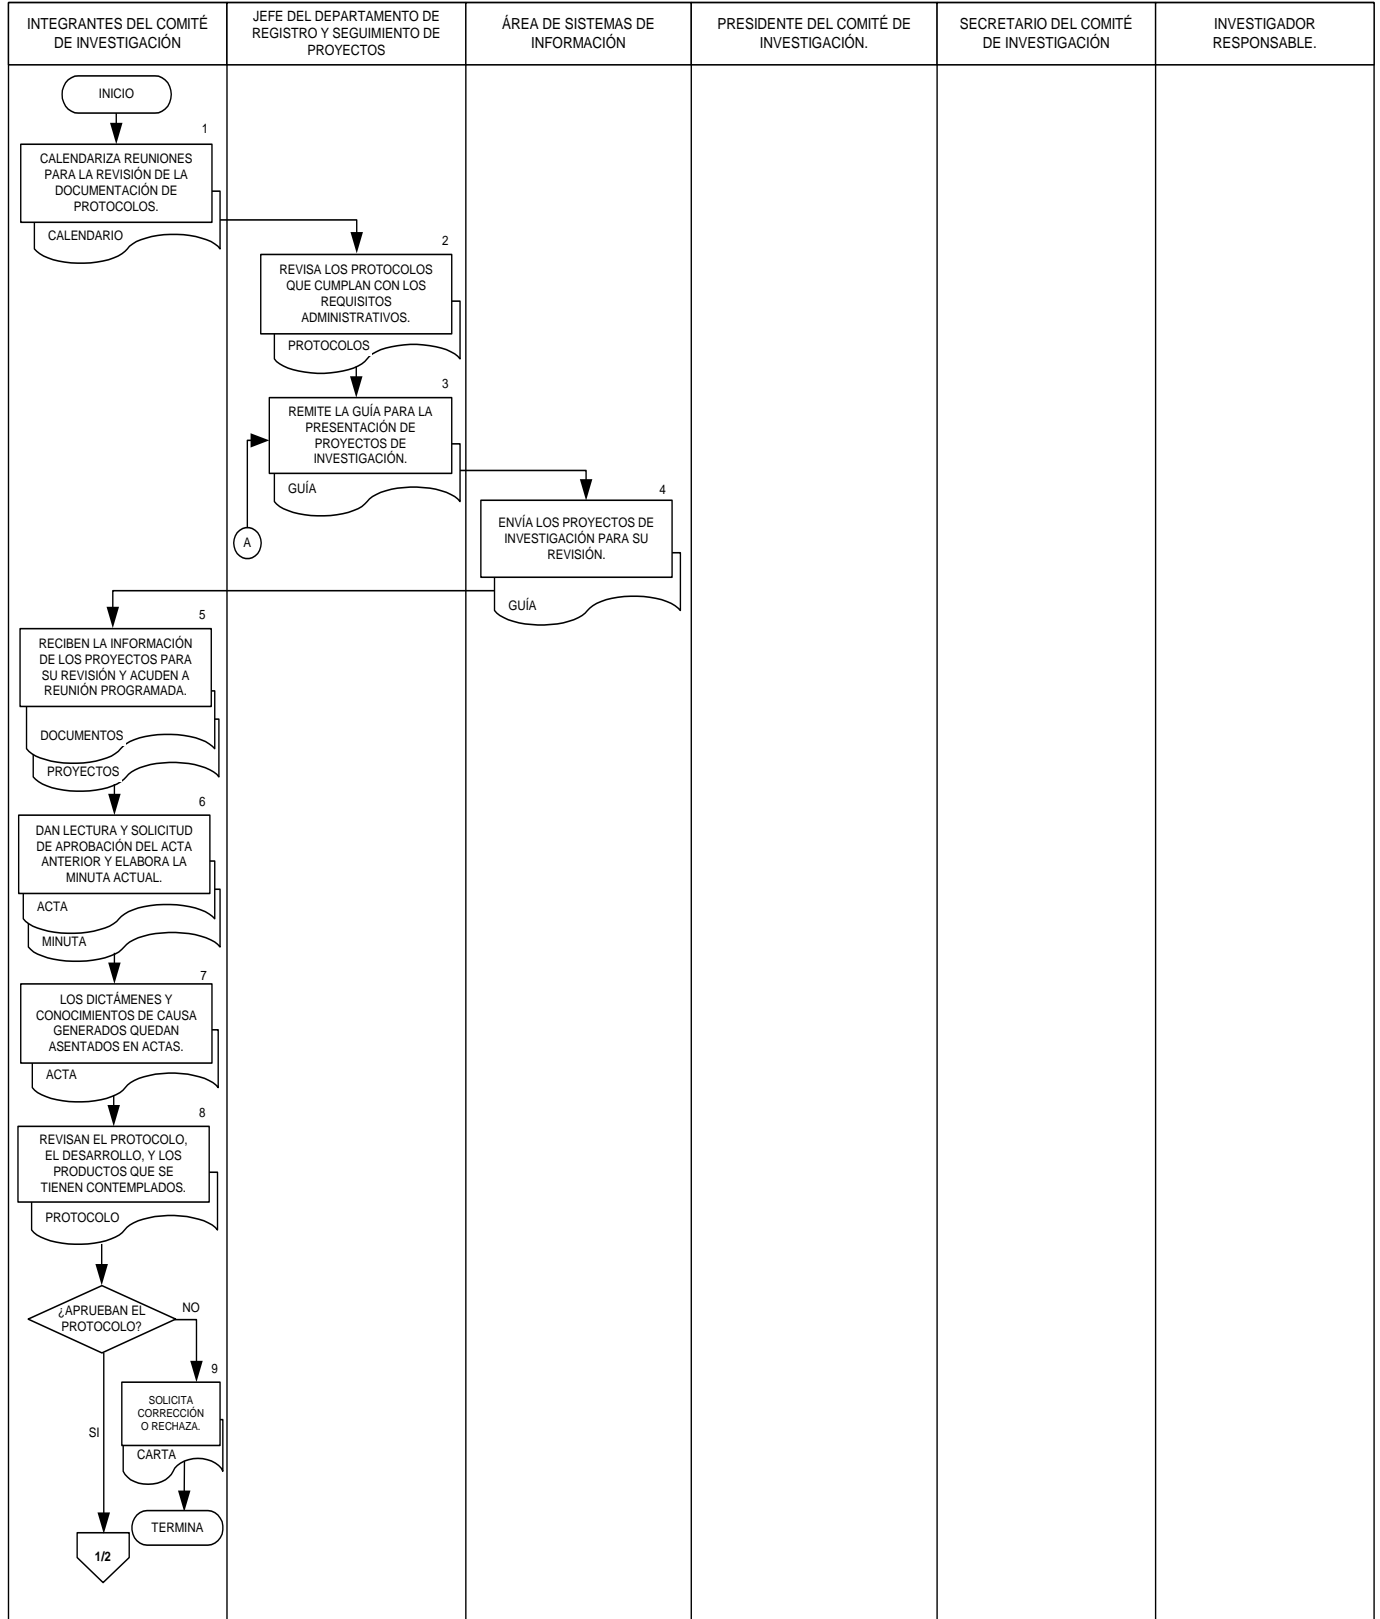 INTEGRANTES DEL COMITÉ
DE INVESTIGACIÓN
JEFE DEL DEPARTAMENTO DE
REGISTRO Y SEGUIMIENTO DE
PROYECTOS
ÁREA DE SISTEMAS DE
INFORMACIÓN
PRESIDENTE DEL COMITÉ DE
INVESTIGACIÓN.
SECRETARIO DEL COMITÉ
DE INVESTIGACIÓN
INVESTIGADOR
RESPONSABLE.
INICIO
1
CALENDARIZA REUNIONES
PARA LA REVISIÓN DE LA
DOCUMENTACIÓN DE
PROTOCOLOS.
CALENDARIO
2
REVISA LOS PROTOCOLOS
QUE CUMPLAN CON LOS
REQUISITOS
ADMINISTRATIVOS.
PROTOCOLOS
3
REMITE LA GUÍA PARA LA
PRESENTACIÓN DE
PROYECTOS DE
INVESTIGACIÓN.
GUÍA
A
4
ENVÍA LOS PROYECTOS DE
INVESTIGACIÓN PARA SU
REVISIÓN.
GUÍA
5
RECIBEN LA INFORMACIÓN
DE LOS PROYECTOS PARA
SU REVISIÓN Y ACUDEN A
REUNIÓN PROGRAMADA.
DOCUMENTOS
PROYECTOS
6
DAN LECTURA Y SOLICITUD
DE APROBACIÓN DEL ACTA
ANTERIOR Y ELABORA LA
MINUTA ACTUAL.
ACTA
MINUTA
7
LOS DICTÁMENES Y
CONOCIMIENTOS DE CAUSA
GENERADOS QUEDAN
ASENTADOS EN ACTAS.
ACTA
8
REVISAN EL PROTOCOLO,
EL DESARROLLO, Y LOS
PRODUCTOS QUE SE
TIENEN CONTEMPLADOS.
PROTOCOLO
¿APRUEBAN EL
PROTOCOLO?
NO
9
SOLICITA
CORRECCIÓN
O RECHAZA.
SI
CARTA
TERMINA
1/2